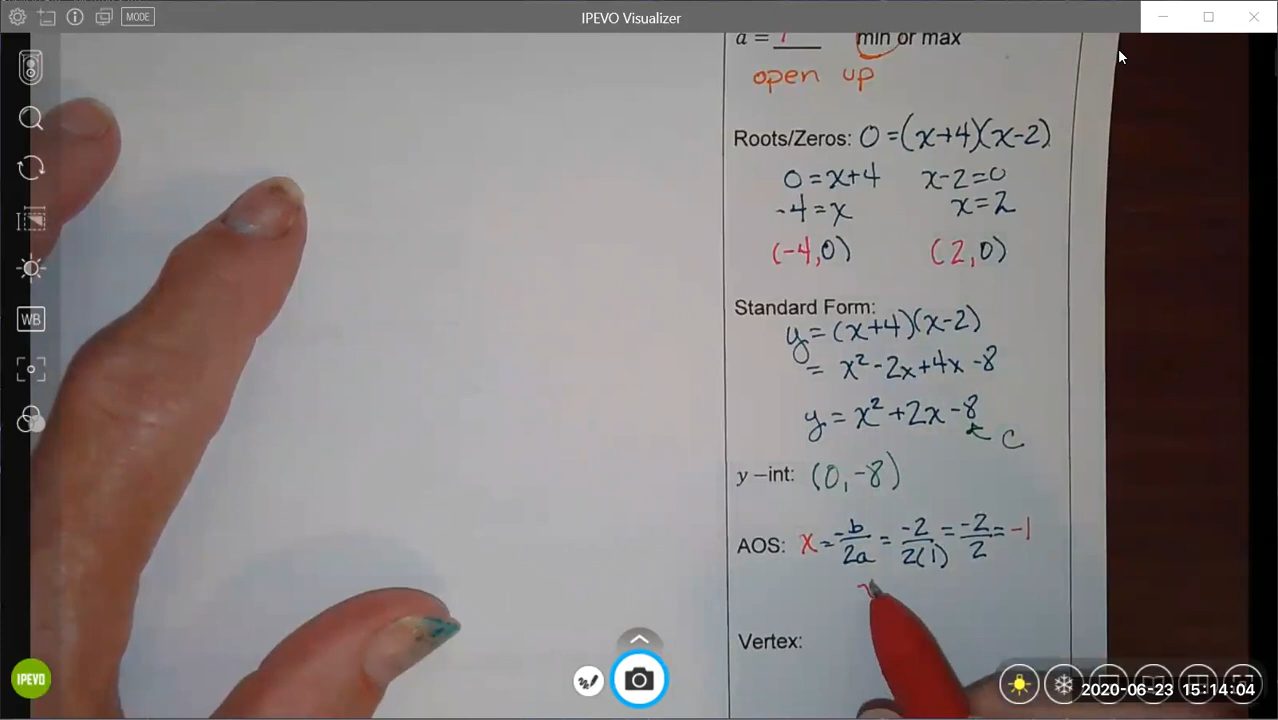 MODE
IPEVO Visualizer
a = 1 min or max
open up
Roots/Zeros: 0 = (x+4)(x-2)
0 = x+4 x-2=0
-4 = x x=2
(-4,0) (2,0)
Standard Form:
y = (x+4)(x-2)
= x² - 2x + 4x - 8
y = x² + 2x - 8
C
y –int: (0, -8)
AOS: x = -b/2a = -2/2(1) = -2/2 = -1
Vertex:
WB
IPEVO
2020-06-23 15:14:04